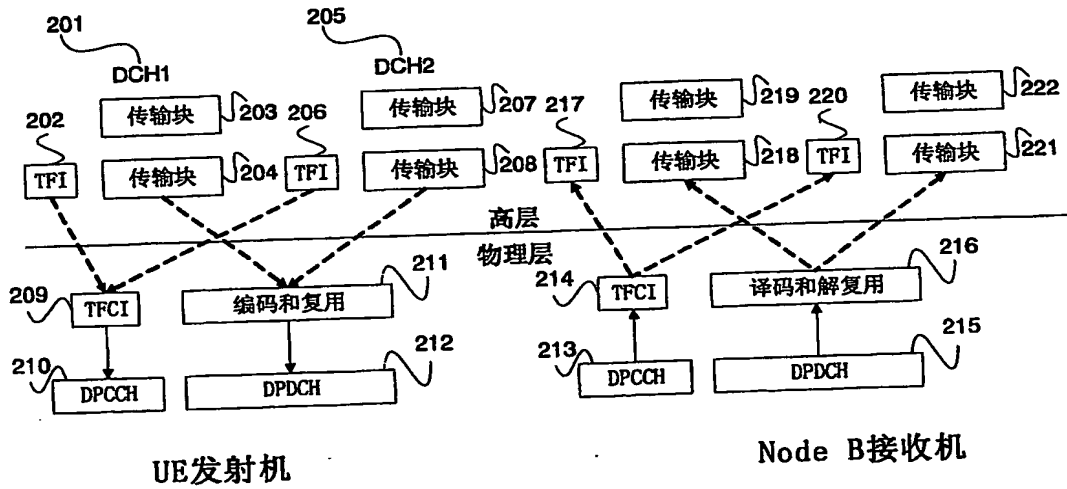 201
205
DCH1
DCH2
传输块
203
传输块
207
传输块
219
传输块
222
202
206
217
220
TFI
传输块
204
TFI
传输块
208
TFI
传输块
218
TFI
传输块
221
高层
物理层
211
214
216
209
TFCI
编码和复用
TFCI
译码和解复用
210
212
213
215
DPCCH
DPDCH
DPCCH
DPDCH
UE发射机
Node B接收机